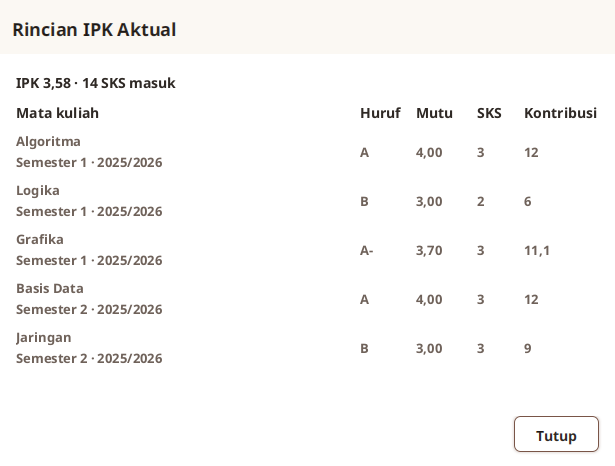 Rincian IPK Aktual
IPK 3,58 · 14 SKS masuk
Mata kuliah Huruf Mutu SKS Kontribusi
Algoritma
Semester 1 · 2025/2026 A 4,00 3 12
Logika
Semester 1 · 2025/2026 B 3,00 2 6
Grafika
Semester 1 · 2025/2026 A- 3,70 3 11,1
Basis Data
Semester 2 · 2025/2026 A 4,00 3 12
Jaringan
Semester 2 · 2025/2026 B 3,00 3 9
Tutup